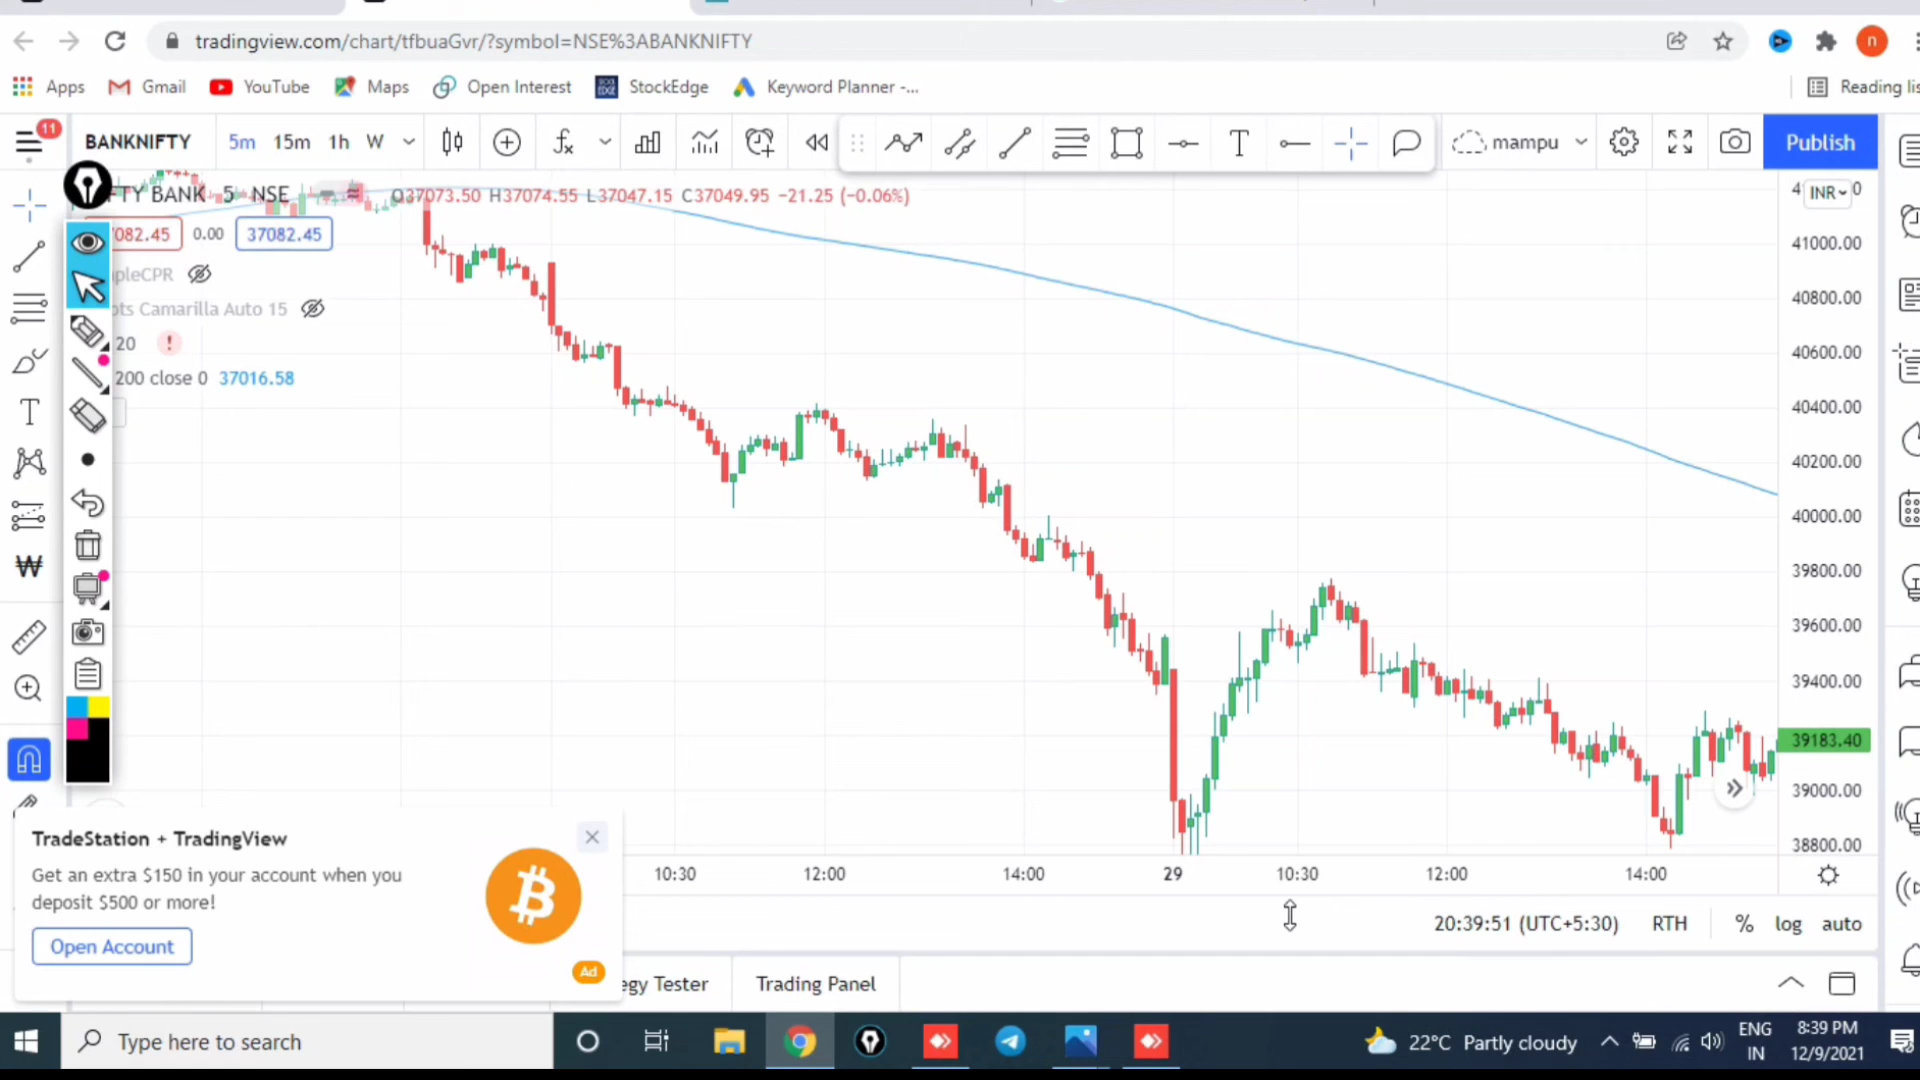 tradingview.com/chart/tfbuaGvr/?symbol=NSE%3ABANKNIFTY
n
Apps Gmail YouTube Maps Open Interest StockEdge Keyword Planner -... Reading lis
11 BANKNIFTY 5m 15m 1h W mampu Publish
FTY BANK 5 NSE O37073.50 H37074.55 L37047.15 C37049.95 −21.25 (−0.06%) INR
082.45 0.00 37082.45
pleCPR
ots Camarilla Auto 15
20 !
200 close 0 37016.58
41000.00
40800.00
40600.00
40400.00
40200.00
40000.00
39800.00
39600.00
39400.00
39183.40
39000.00
38800.00
10:30 12:00 14:00 29 10:30 12:00 14:00
TradeStation + TradingView
Get an extra $150 in your account when you
deposit $500 or more!
Open Account
Ad
20:39:51 (UTC+5:30) RTH % log auto
egy Tester Trading Panel
Type here to search
22°C Partly cloudy
ENG
IN
8:39 PM
12/9/2021